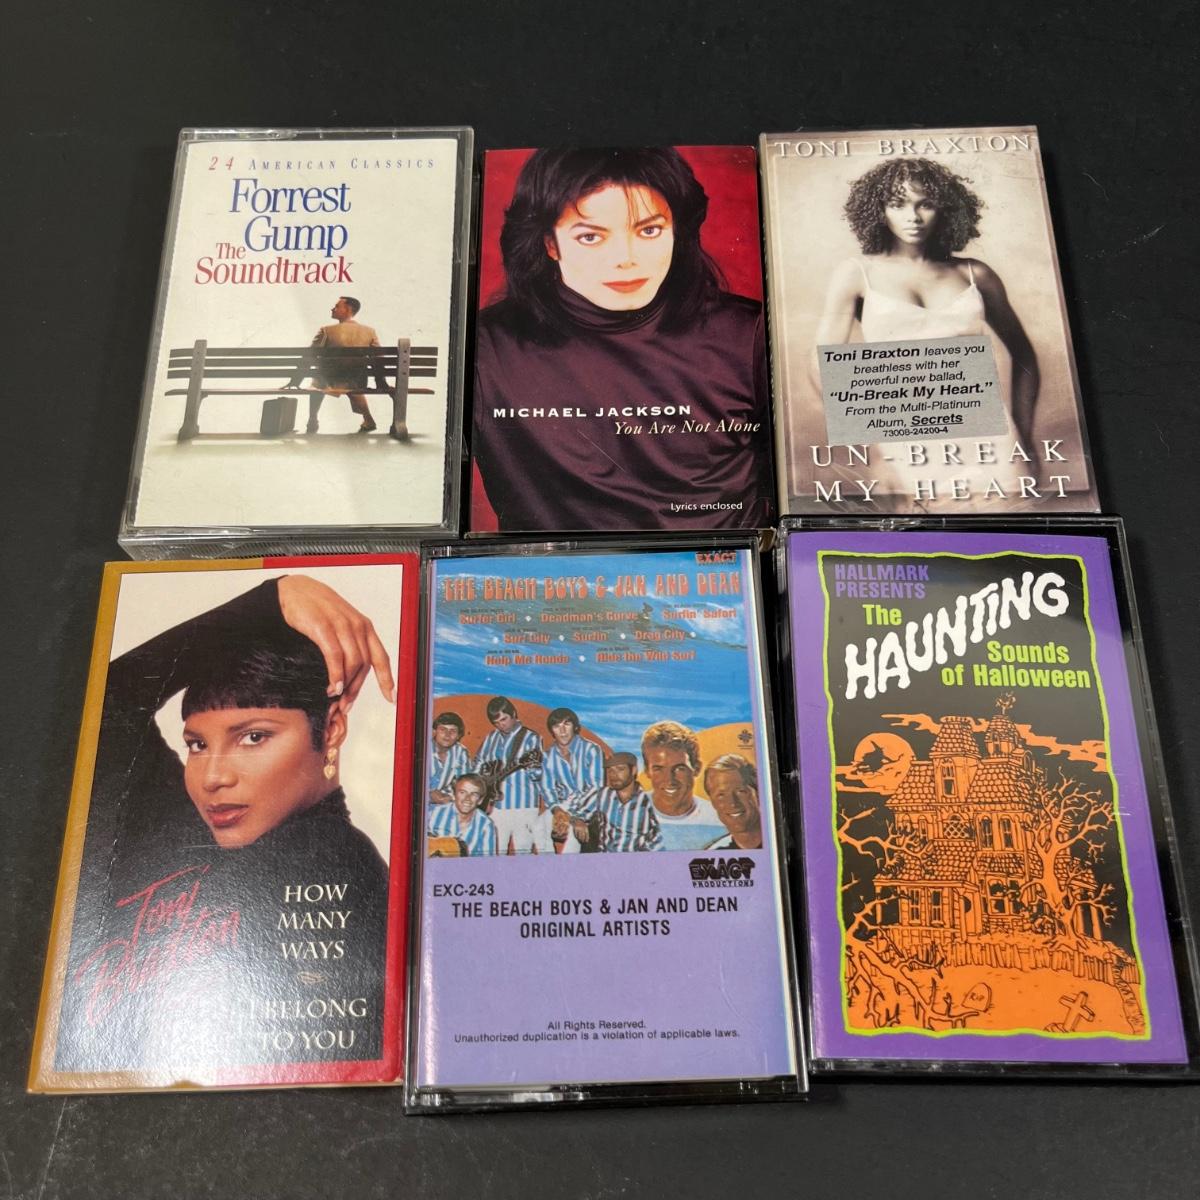 24 AMERICAN CLASSICS
Forrest
Gump
The
Soundtrack
MICHAEL JACKSON
You Are Not Alone
Lyrics enclosed
TONI BRAXTON
Toni Braxton leaves you
breathless with her
powerful new ballad,
"Un-Break My Heart."
From the Multi-Platinum
Album, Secrets
73008-24200-4
UN-BREAK
MY HEART
Toni
Braxton
HOW
MANY
WAYS
I BELONG
TO YOU
EXACT
THE BEACH BOYS & JAN AND DEAN
Surfer Girl • Deadman's Curve • Surfin' Safari
• Surf City • Surfin' • Drag City •
Help Me Ronda • Ride the Wild Surf
EXACT
PRODUCTIONS
EXC-243
THE BEACH BOYS & JAN AND DEAN
ORIGINAL ARTISTS
All Rights Reserved.
Unauthorized duplication is a violation of applicable laws.
HALLMARK
PRESENTS
The
HAUNTING
Sounds
of Halloween
RIP